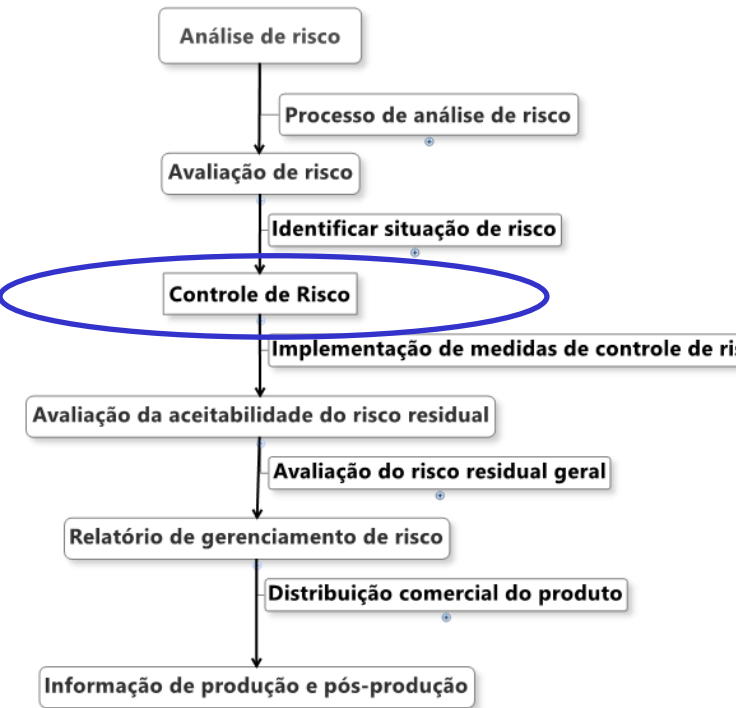 Análise de risco
Processo de análise de risco
Avaliação de risco
Identificar situação de risco
Controle de Risco
Implementação de medidas de controle de
Avaliação da aceitabilidade do risco residual
Avaliação do risco residual geral
Relatório de gerenciamento de risco
Distribuição comercial do produto
Informação de produção e pós-produção